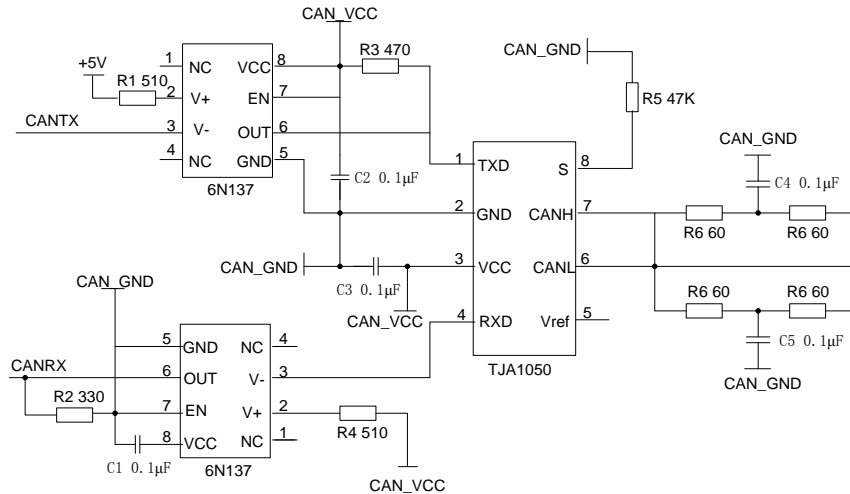 CAN_VCC
R3 470
CAN_GND
+5V
R1 510
CANTX
1 NC VCC 8
2 V+ EN 7
3 V- OUT 6
4 NC GND 5
6N137
R5 47K
C2 0.1μF
1 TXD S 8
2 GND CANH 7
3 VCC CANL 6
4 RXD Vref 5
TJA1050
CAN_GND
C4 0.1μF
R6 60
R6 60
CAN_GND
C3 0.1μF
CAN_VCC
R6 60
R6 60
C5 0.1μF
CAN_GND
CAN_GND
CANRX
R2 330
C1 0.1μF
5 GND NC 4
6 OUT V- 3
7 EN V+ 2
8 VCC NC 1
6N137
R4 510
CAN_VCC